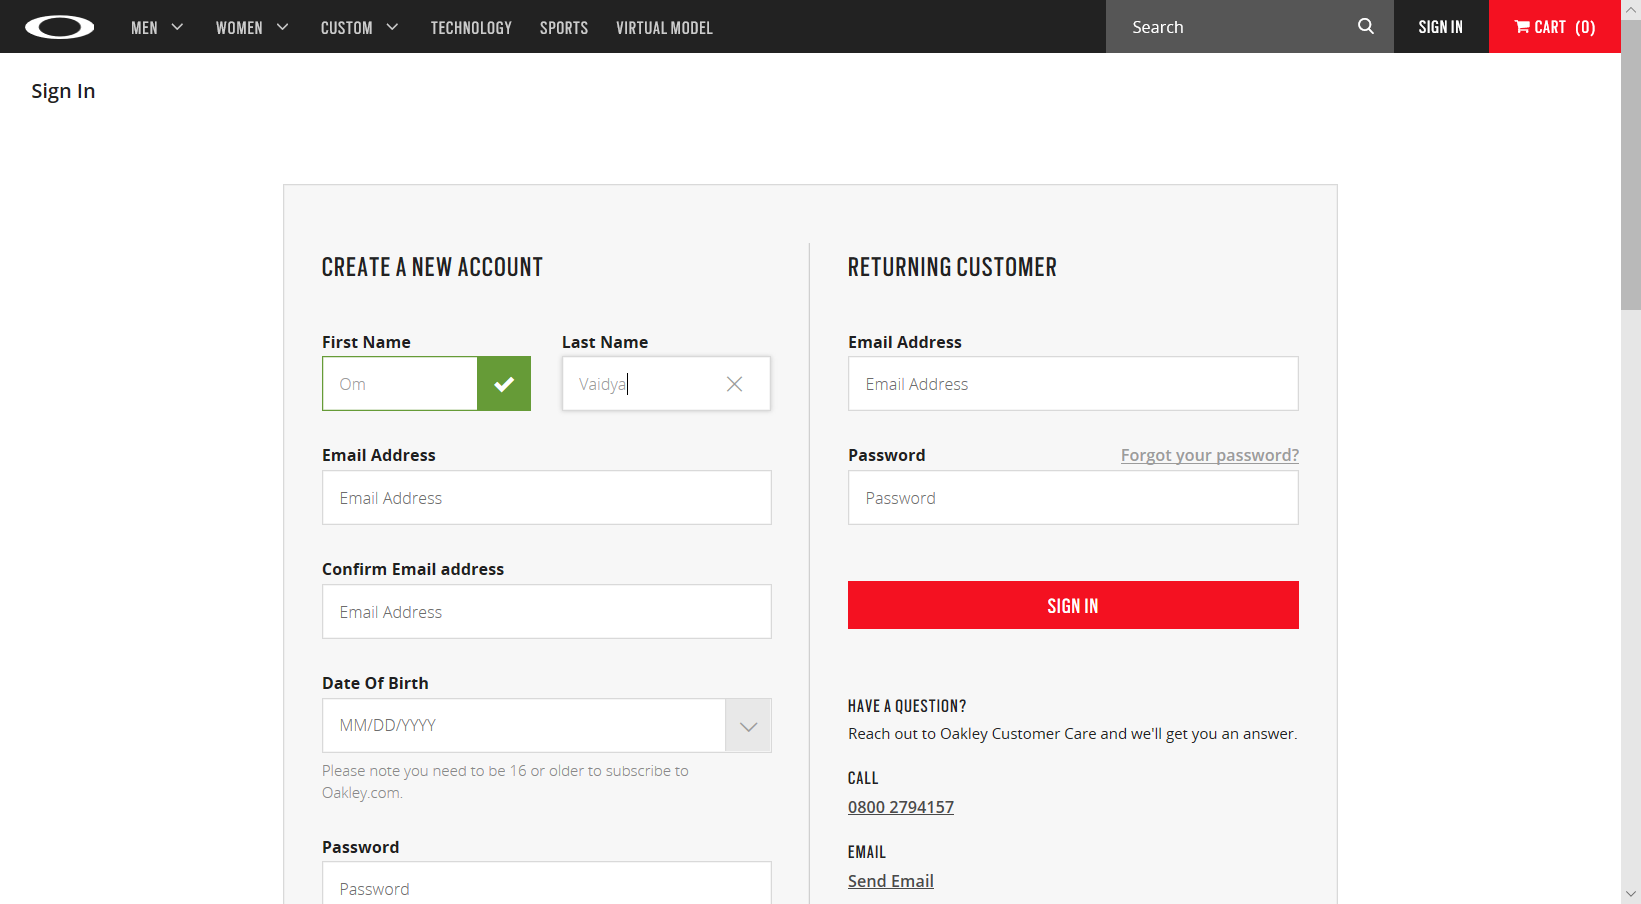 MEN
WOMEN
CUSTOM
TECHNOLOGY
SPORTS
VIRTUAL MODEL
Search
SIGN IN
CART (0)
Sign In
CREATE A NEW ACCOUNT
First Name
Last Name
Om
Vaidya
Email Address
Email Address
Confirm Email address
Email Address
Date Of Birth
MM/DD/YYYY
Please note you need to be 16 or older to subscribe to
Oakley.com.
Password
Password
RETURNING CUSTOMER
Email Address
Email Address
Password
Forgot your password?
Password
SIGN IN
HAVE A QUESTION?
Reach out to Oakley Customer Care and we'll get you an answer.
CALL
0800 2794157
EMAIL
Send Email